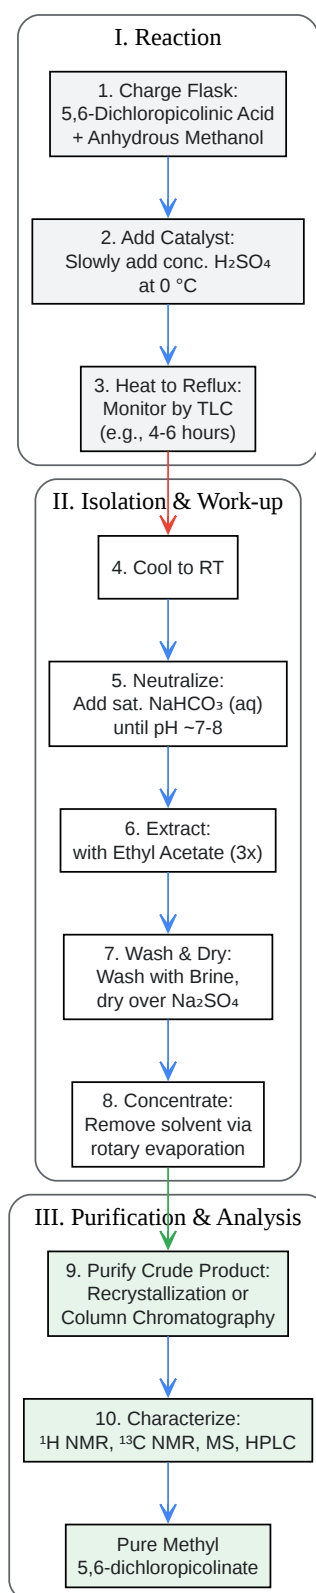 I. Reaction
1. Charge Flask:
5,6-Dichloropicolinic Acid
+ Anhydrous Methanol
2. Add Catalyst:
Slowly add conc. H₂SO₄
at 0 °C
3. Heat to Reflux:
Monitor by TLC
(e.g., 4-6 hours)
II. Isolation & Work-up
4. Cool to RT
5. Neutralize:
Add sat. NaHCO₃ (aq)
until pH ~7-8
6. Extract:
with Ethyl Acetate (3x)
7. Wash & Dry:
Wash with Brine,
dry over Na₂SO₄
8. Concentrate:
Remove solvent via
rotary evaporation
III. Purification & Analysis
9. Purify Crude Product:
Recrystallization or
Column Chromatography
10. Characterize:
¹H NMR, ¹³C NMR, MS, HPLC
Pure Methyl
5,6-dichloropicolinate